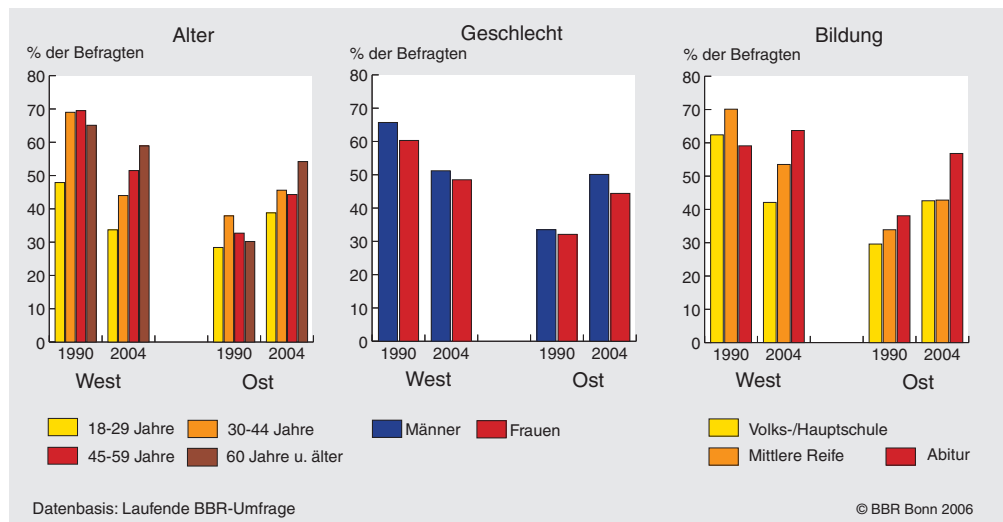 Alter
% der Befragten
80
70
60
50
40
30
20
10
0
1990 2004 1990 2004
West Ost
18-29 Jahre 30-44 Jahre
45-59 Jahre 60 Jahre u. älter
Geschlecht
% der Befragten
80
70
60
50
40
30
20
10
0
1990 2004 1990 2004
West Ost
Männer Frauen
Bildung
% der Befragten
80
70
60
50
40
30
20
10
0
1990 2004 1990 2004
West Ost
Volks-/Hauptschule
Mittlere Reife Abitur
Datenbasis: Laufende BBR-Umfrage © BBR Bonn 2006